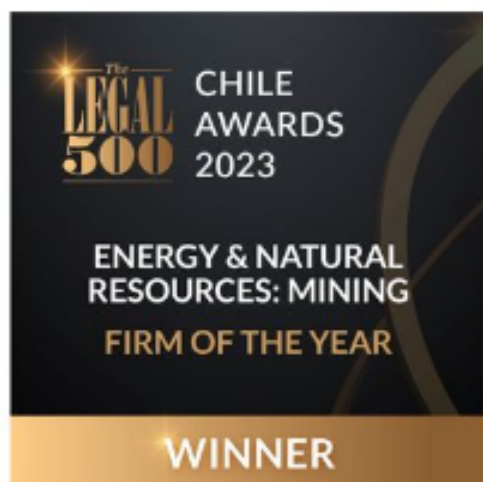 The
LEGAL
500
CHILE
AWARDS
2023
ENERGY & NATURAL
RESOURCES: MINING
FIRM OF THE YEAR
WINNER